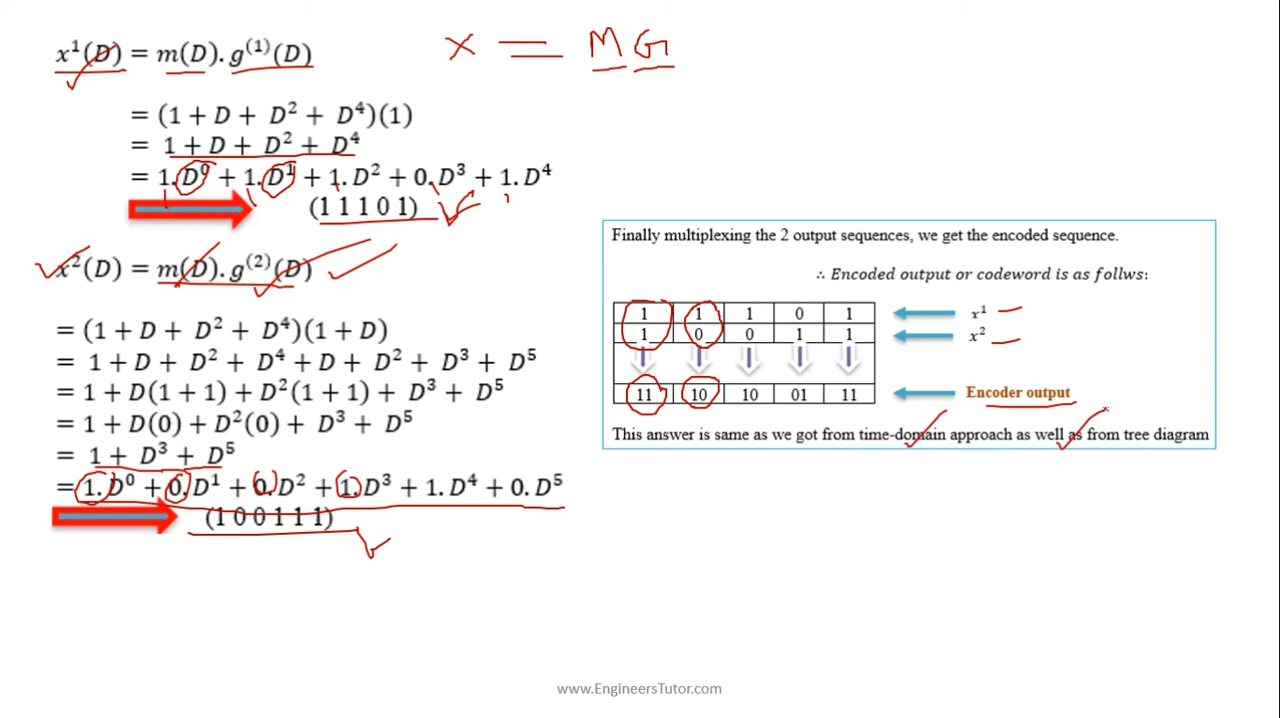 x¹(D) = m(D). g⁽¹⁾(D)
X = MG
= (1 + D + D² + D⁴)(1)
= 1 + D + D² + D⁴
= 1.D⁰ + 1.D¹ + 1.D² + 0.D³ + 1.D⁴
(1 1 1 0 1)
x²(D) = m(D). g⁽²⁾(D)
= (1 + D + D² + D⁴)(1 + D)
= 1 + D + D² + D⁴ + D + D² + D³ + D⁵
= 1 + D(1 + 1) + D²(1 + 1) + D³ + D⁵
= 1 + D(0) + D²(0) + D³ + D⁵
= 1 + D³ + D⁵
= 1.D⁰ + 0.D¹ + 0.D² + 1.D³ + 1.D⁴ + 0.D⁵
(1 0 0 1 1 1)
Finally multiplexing the 2 output sequences, we get the encoded sequence.
∴ Encoded output or codeword is as follws:
1 1 1 0 1 x¹
1 0 0 1 1 x²
11 10 10 01 11 Encoder output
This answer is same as we got from time-domain approach as well as from tree diagram
www.EngineersTutor.com